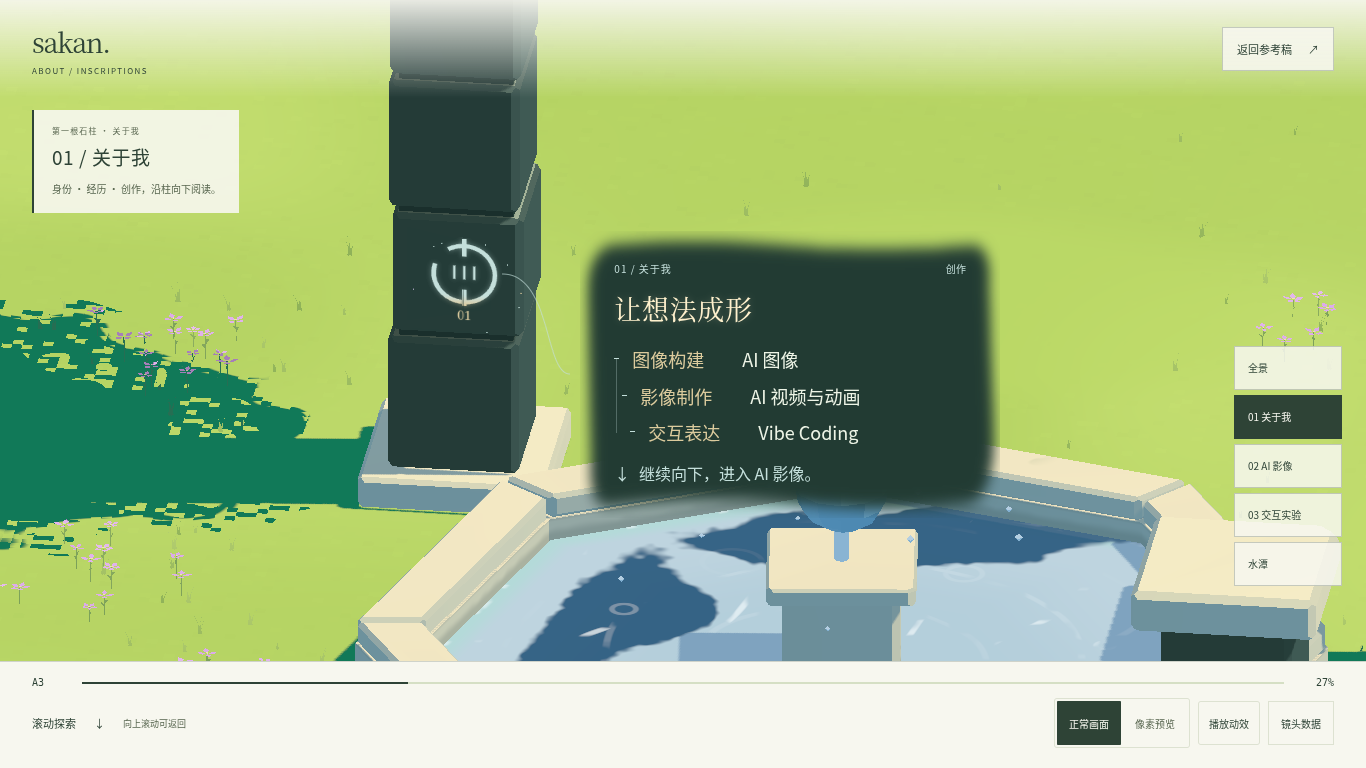 sakan.
ABOUT / INSCRIPTIONS
返回参考稿 ↗
第一根石柱 · 关于我
01 / 关于我
身份 · 经历 · 创作，沿柱向下阅读。
01
01 / 关于我 创作
让想法成形
图像构建 AI 图像
影像制作 AI 视频与动画
交互表达 Vibe Coding
↓ 继续向下，进入 AI 影像。
全景
01 关于我
02 AI 影像
03 交互实验
水潭
A3 27%
滚动探索 ↓ 向上滚动可返回
正常画面 像素预览 播放动效 镜头数据